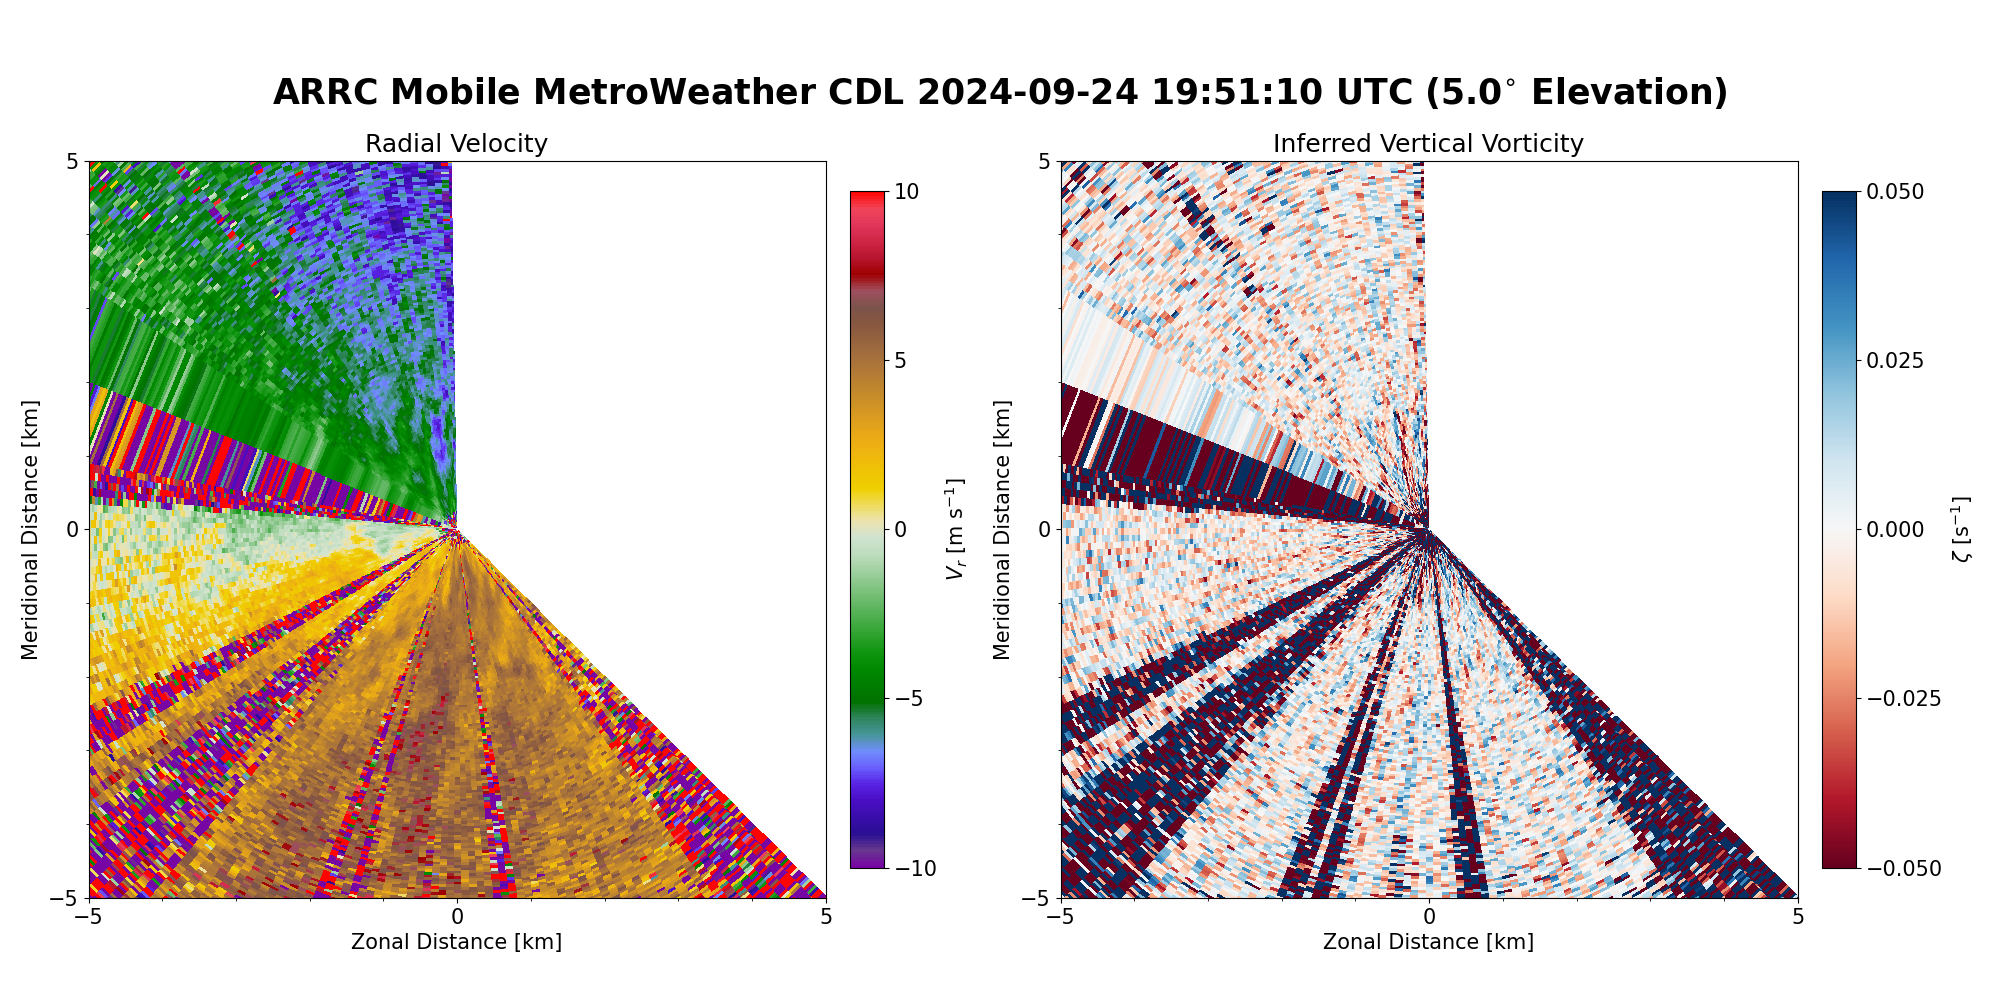 ARRC Mobile MetroWeather CDL 2024-09-24 19:51:10 UTC (5.0° Elevation)
Radial Velocity
Inferred Vertical Vorticity
5
0
−5
Meridional Distance [km]
−5
0
5
Zonal Distance [km]
10
5
0
−5
−10
Vr [m s−1]
5
0
−5
Meridional Distance [km]
−5
0
5
Zonal Distance [km]
0.050
0.025
0.000
−0.025
−0.050
ζ [s−1]